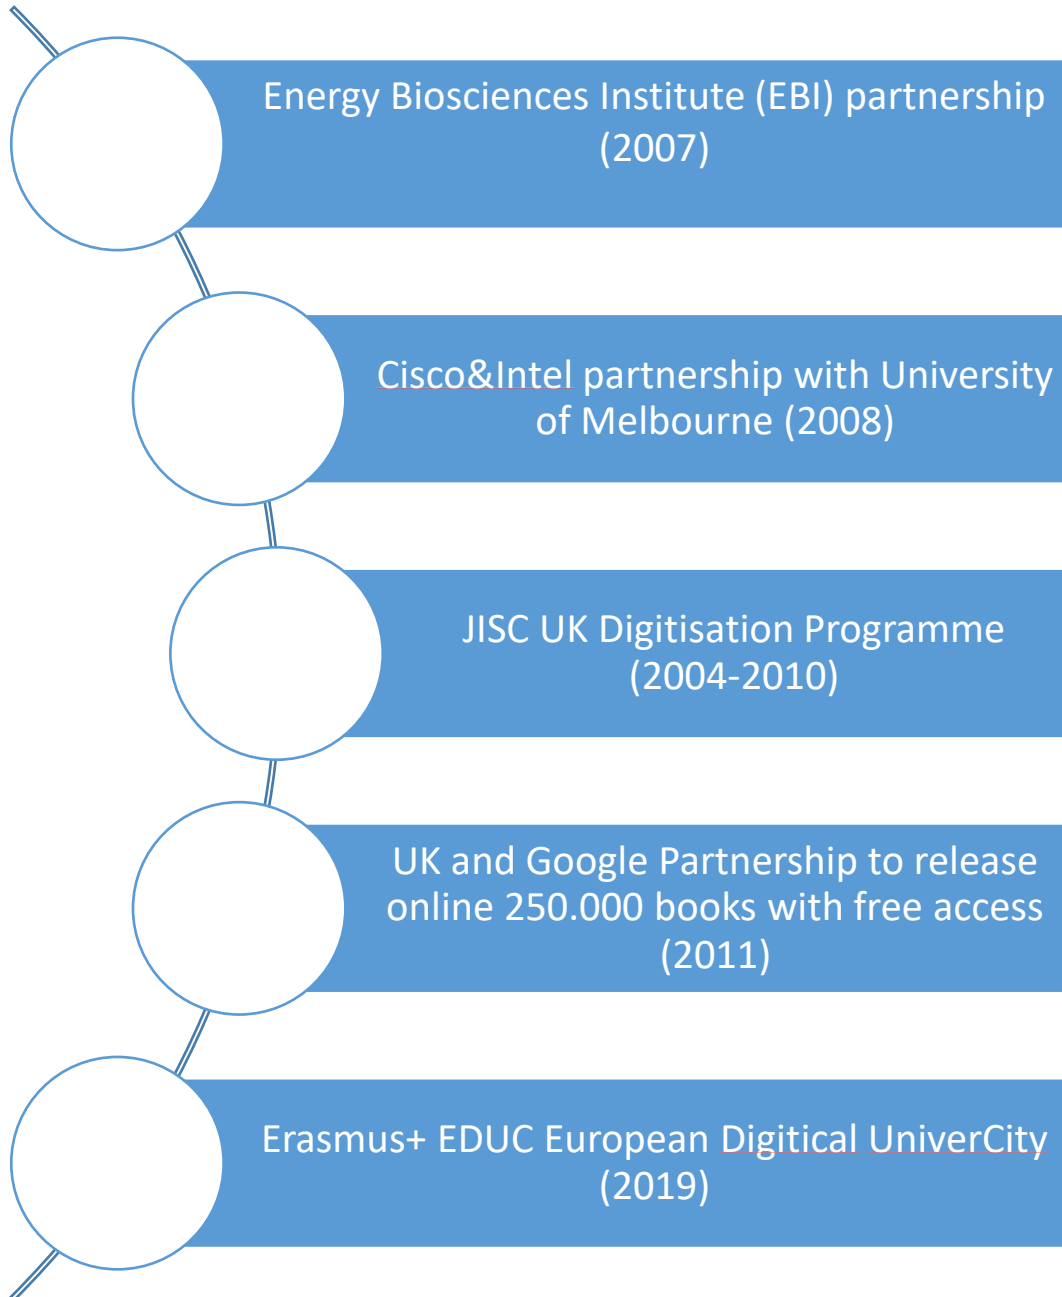 Energy Biosciences Institute (EBI) partnership
(2007)
Cisco&Intel partnership with University
of Melbourne (2008)
JISC UK Digitisation Programme
(2004-2010)
UK and Google Partnership to release
online 250.000 books with free access
(2011)
Erasmus+ EDUC European Digitical UniverCity
(2019)